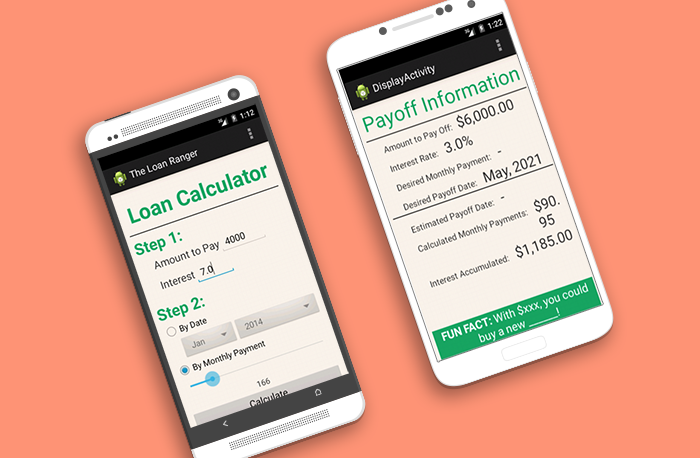 1:12
The Loan Ranger
Loan Calculator
Step 1:
Amount to Pay 4000
Interest 7.0
Step 2:
By Date
Jan 2014
By Monthly Payment
166
Calculate
1:22
DisplayActivity
Payoff Information
Amount to Pay Off: $6,000.00
Interest Rate: 3.0%
Desired Monthly Payment: -
Desired Payoff Date: May, 2021
Estimated Payoff Date: -
Calculated Monthly Payments: $90.
95
Interest Accumulated: $1,185.00
FUN FACT: With $xxx, you could
buy a new _____!